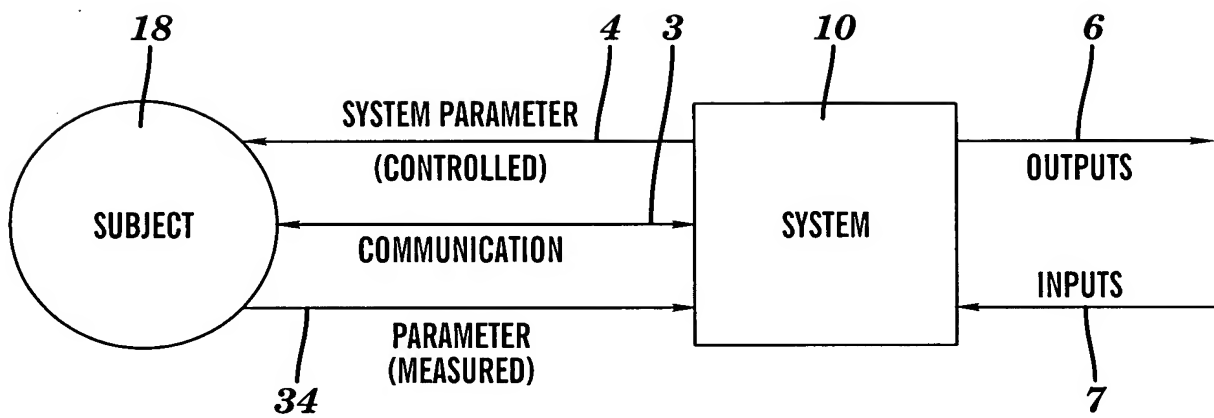 18
4
3
10
6
SYSTEM PARAMETER
(CONTROLLED)
OUTPUTS
SUBJECT
SYSTEM
COMMUNICATION
INPUTS
PARAMETER
(MEASURED)
34
7